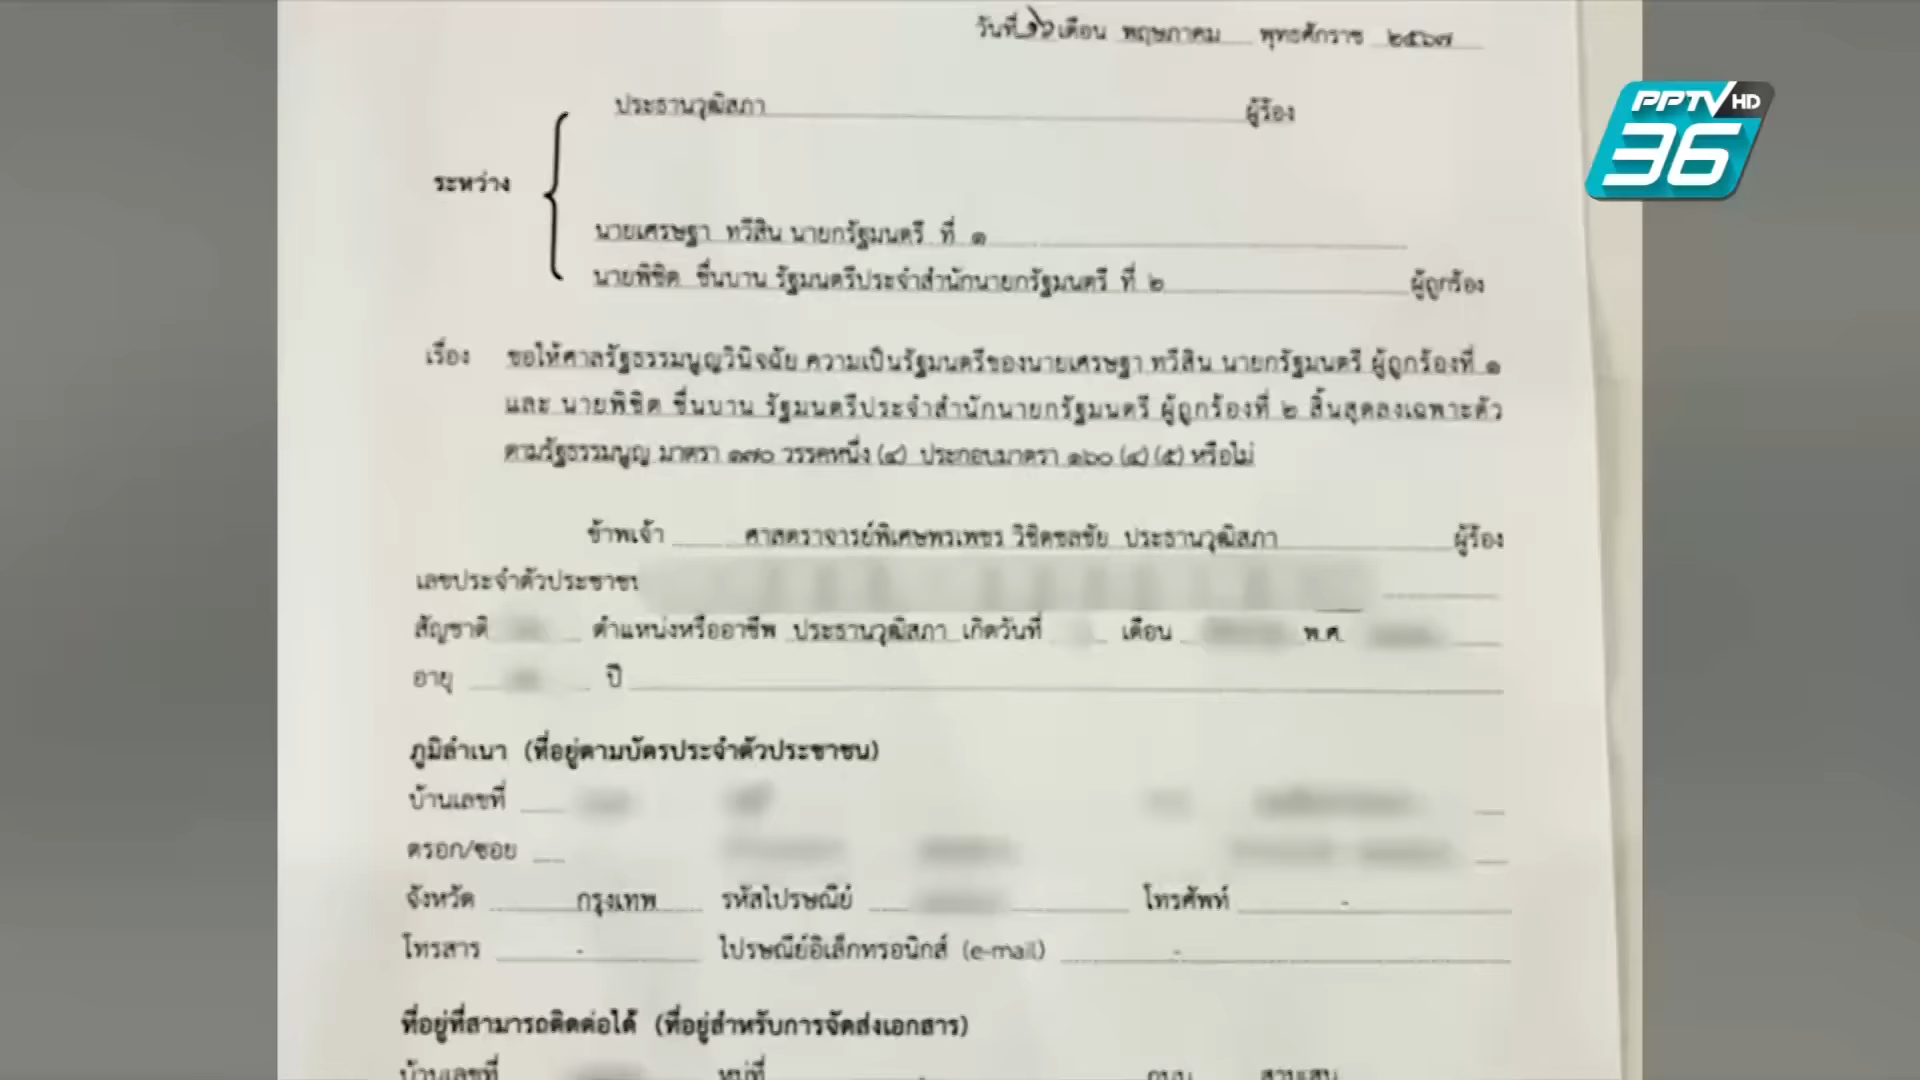 วันที่ ๑๖ เดือน พฤษภาคม พุทธศักราช ๒๕๖๗
PPTV HD 36
ประธานวุฒิสภา ผู้ร้อง
ระหว่าง
นายเศรษฐา ทวีสิน นายกรัฐมนตรี ที่ ๑
นายพิชิต ชื่นบาน รัฐมนตรีประจำสำนักนายกรัฐมนตรี ที่ ๒ ผู้ถูกร้อง
เรื่อง ขอให้ศาลรัฐธรรมนูญวินิจฉัย ความเป็นรัฐมนตรีของนายเศรษฐา ทวีสิน นายกรัฐมนตรี ผู้ถูกร้องที่ ๑
และ นายพิชิต ชื่นบาน รัฐมนตรีประจำสำนักนายกรัฐมนตรี ผู้ถูกร้องที่ ๒ สิ้นสุดลงเฉพาะตัว
ตามรัฐธรรมนูญ มาตรา ๑๗๐ วรรคหนึ่ง (๔) ประกอบมาตรา ๑๖๐ (๔) (๕) หรือไม่
ข้าพเจ้า ศาสตราจารย์พิเศษพรเพชร วิชิตชลชัย ประธานวุฒิสภา ผู้ร้อง
เลขประจำตัวประชาชน
สัญชาติ ตำแหน่งหรืออาชีพ ประธานวุฒิสภา เกิดวันที่ เดือน พ.ศ.
อายุ ปี
ภูมิลำเนา (ที่อยู่ตามบัตรประจำตัวประชาชน)
บ้านเลขที่
ตรอก/ซอย
จังหวัด กรุงเทพ รหัสไปรษณีย์ โทรศัพท์ -
โทรสาร - ไปรษณีย์อิเล็กทรอนิกส์ (e-mail) -
ที่อยู่ที่สามารถติดต่อได้ (ที่อยู่สำหรับการจัดส่งเอกสาร)
บ้านเลขที่ หมู่ที่ ถนน สามเสน